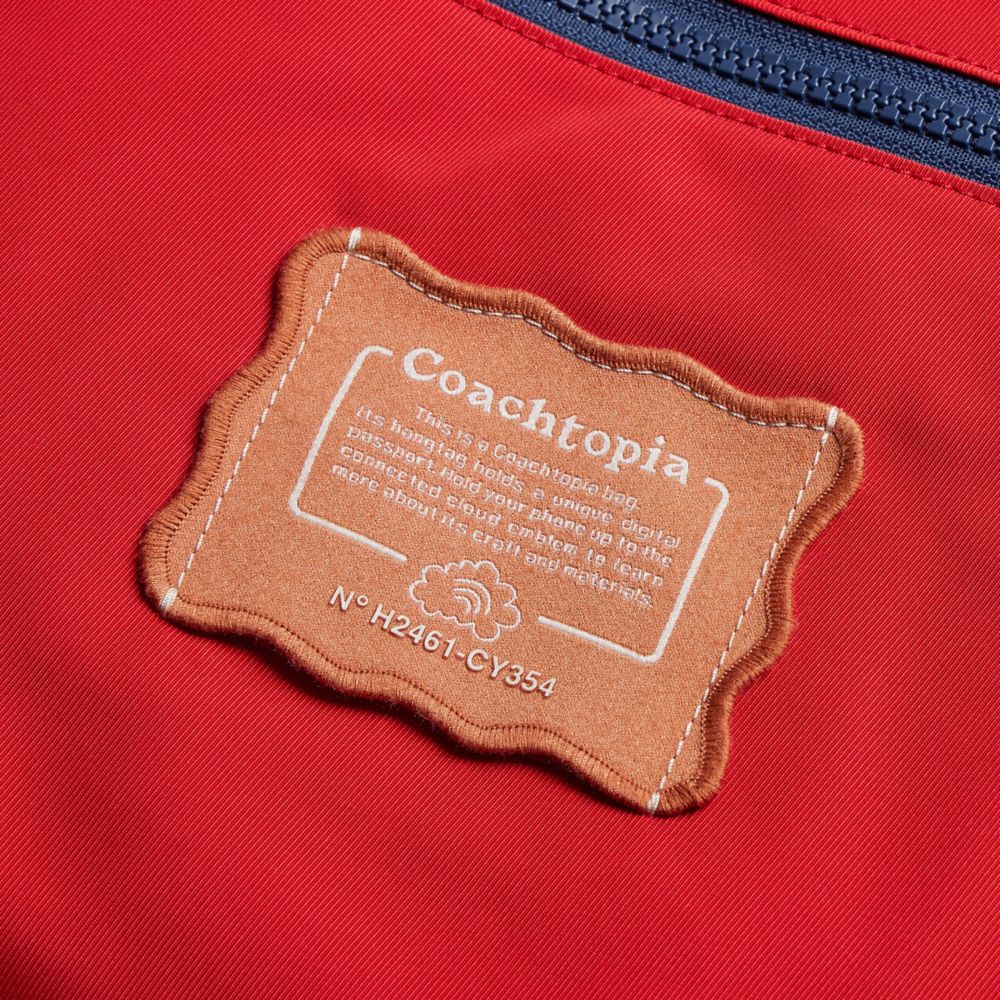 Coachtopia
This is a Coachtopia bag.
Its hangtag holds a unique digital
passport. Hold your phone up to the
connected cloud emblem to learn
more about its craft and materials.
N° H2461-CY354